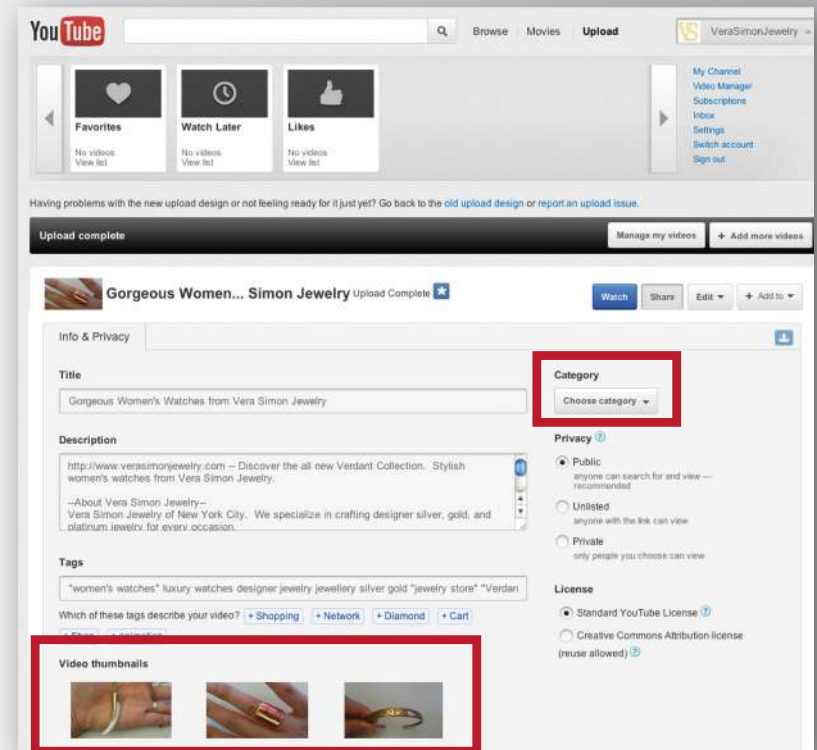 YouTube
Browse Movies Upload VS VeraSimonJewelry
Favorites Watch Later Likes
No videos No videos No videos
View list View list View list
My Channel
Video Manager
Subscriptions
Inbox
Settings
Switch account
Sign out
Having problems with the new upload design or not feeling ready for it just yet? Go back to the old upload design or report an upload issue.
Upload complete Manage my videos + Add more videos
Gorgeous Women... Simon Jewelry Upload Complete Watch Share Edit + Add to
Info & Privacy
Title
Gorgeous Women's Watches from Vera Simon Jewelry
Description
http://www.verasimonjewelry.com -- Discover the all new Verdant Collection. Stylish
women's watches from Vera Simon Jewelry.
--About Vera Simon Jewelry--
Vera Simon Jewelry of New York City. We specialize in crafting designer silver, gold, and
platinum jewelry for every occasion.
Tags
"women's watches" luxury watches designer jewelry jewellery silver gold "jewelry store" "Verdan
Which of these tags describe your video? + Shopping + Network + Diamond + Cart
+ Shop + Animation
Video thumbnails
Category
Choose category
Privacy ?
Public
anyone can search for and view —
recommended
Unlisted
anyone with the link can view
Private
only people you choose can view
License
Standard YouTube License ?
Creative Commons Attribution license
(reuse allowed) ?